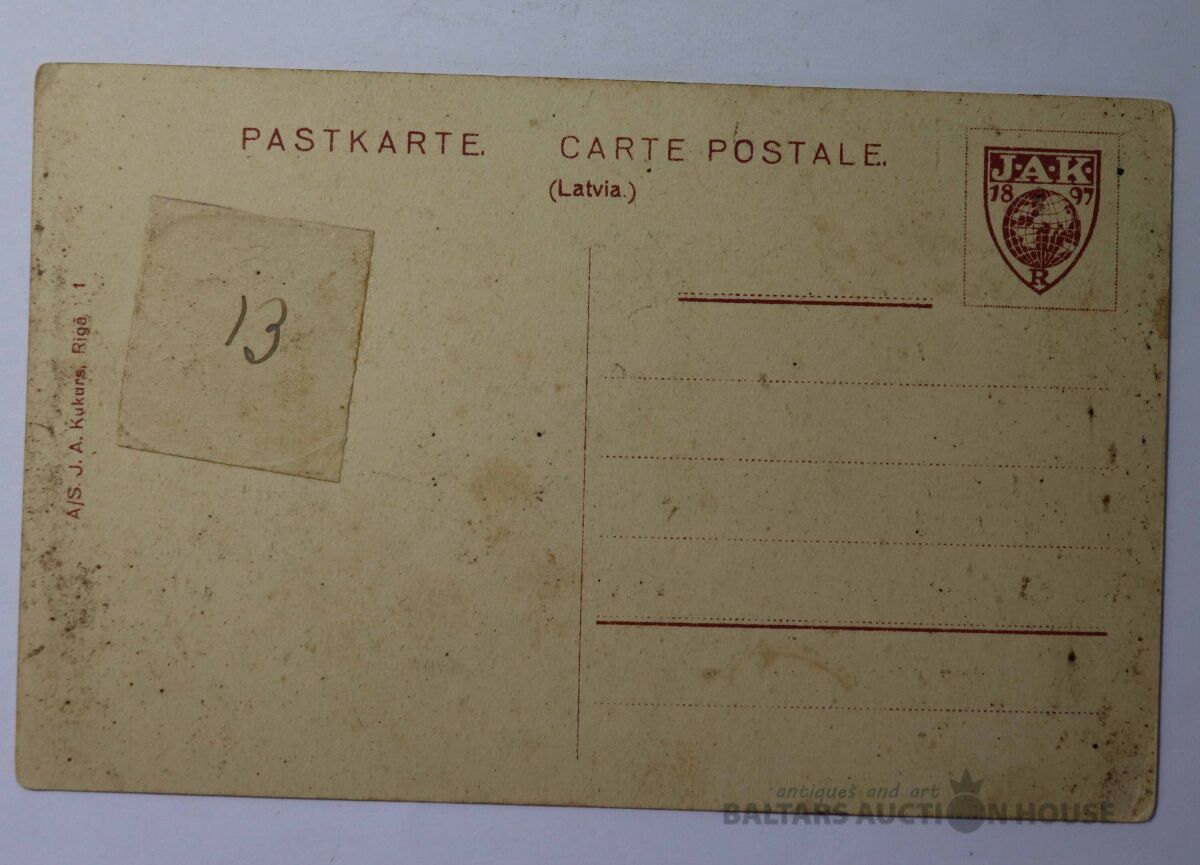 PASTKARTE. CARTE POSTALE.
(Latvia.)
J·A·K·
18 97
R
13
A/S. J. A. Kukurs, Rīgā 1
antiques and art
BALTARS AUCTION HOUSE